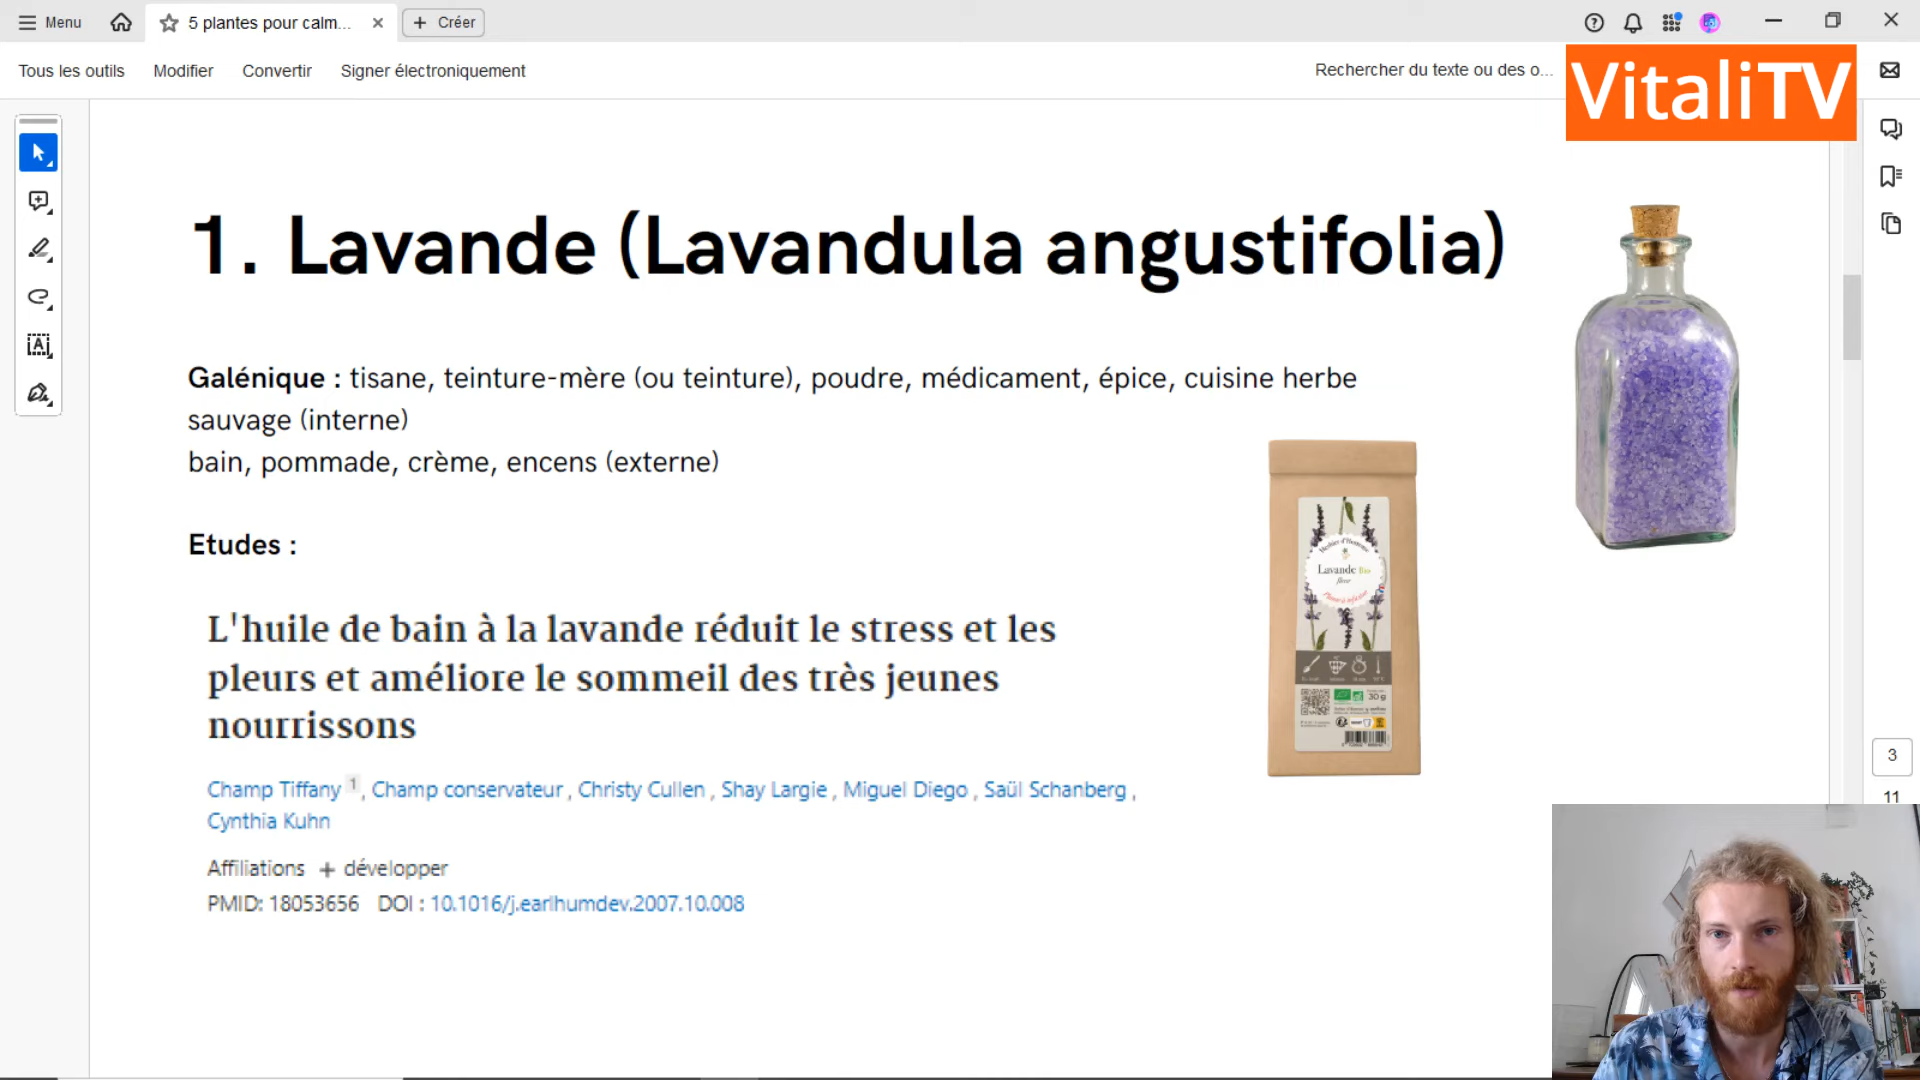 Menu
5 plantes pour calm...
Créer
Tous les outils
Modifier
Convertir
Signer électroniquement
Rechercher du texte ou des o...
VitaliTV
1. Lavande (Lavandula angustifolia)
Galénique : tisane, teinture-mère (ou teinture), poudre, médicament, épice, cuisine herbe
sauvage (interne)
bain, pommade, crème, encens (externe)
Etudes :
L'huile de bain à la lavande réduit le stress et les
pleurs et améliore le sommeil des très jeunes
nourrissons
Champ Tiffany 1, Champ conservateur , Christy Cullen , Shay Largie , Miguel Diego , Saül Schanberg ,
Cynthia Kuhn
Affiliations + développer
PMID: 18053656 DOI : 10.1016/j.earlhumdev.2007.10.008
Lavande Bio
fleur
30 g
3
11